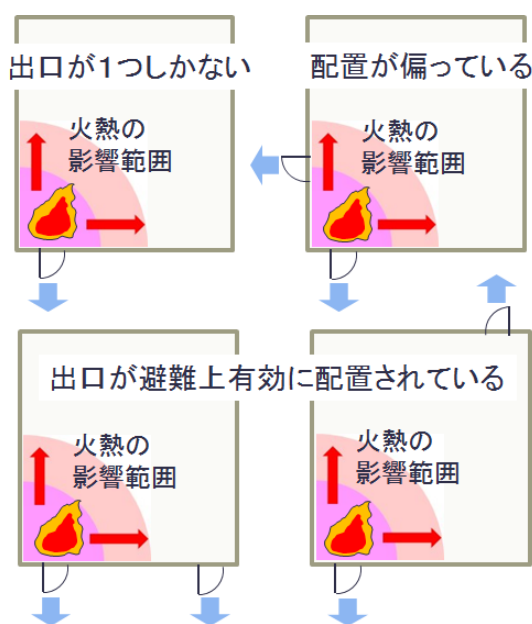 出口が1つしかない
配置が偏っている
火熱の
影響範囲
火熱の
影響範囲
出口が避難上有効に配置されている
火熱の
影響範囲
火熱の
影響範囲